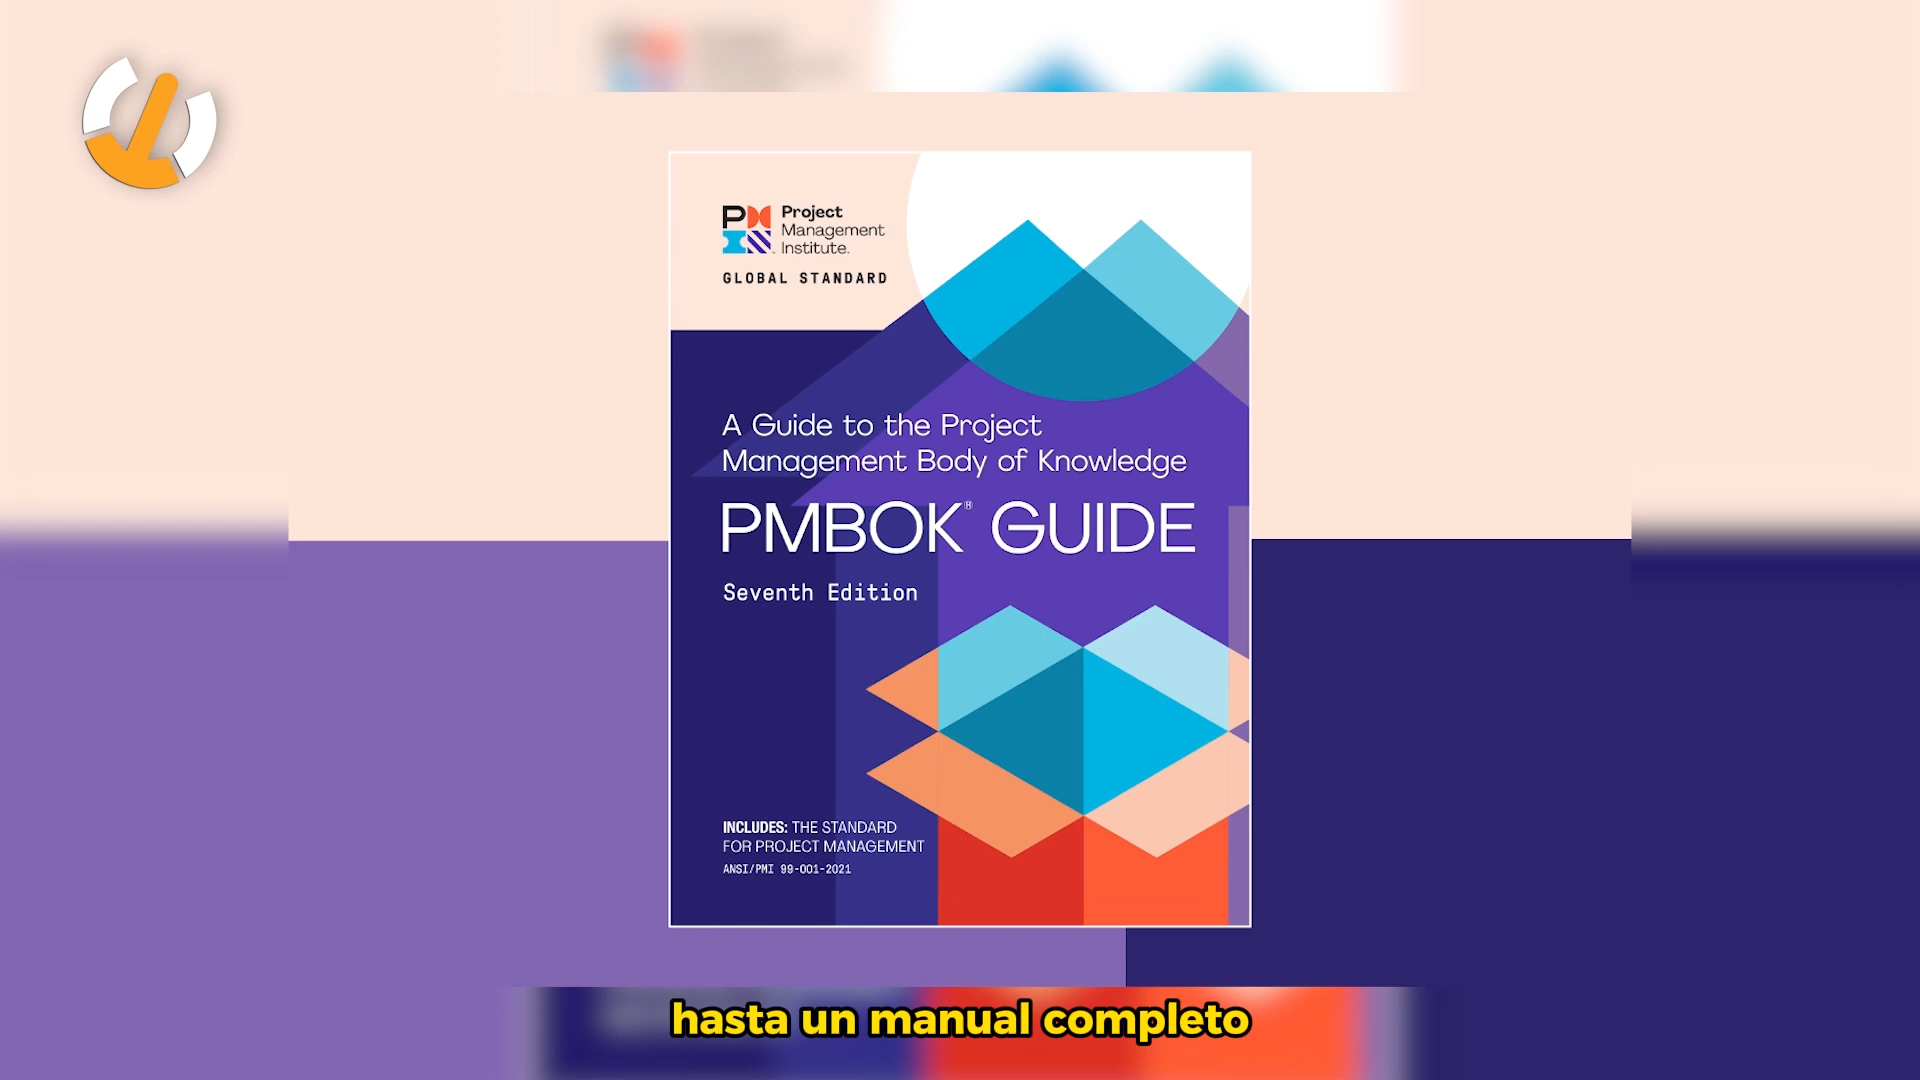 PM
Project
Management
Institute.
GLOBAL STANDARD
A Guide to the Project
Management Body of Knowledge
PMBOK® GUIDE
Seventh Edition
INCLUDES: THE STANDARD
FOR PROJECT MANAGEMENT
ANSI/PMI 99-001-2021
hasta un manual completo